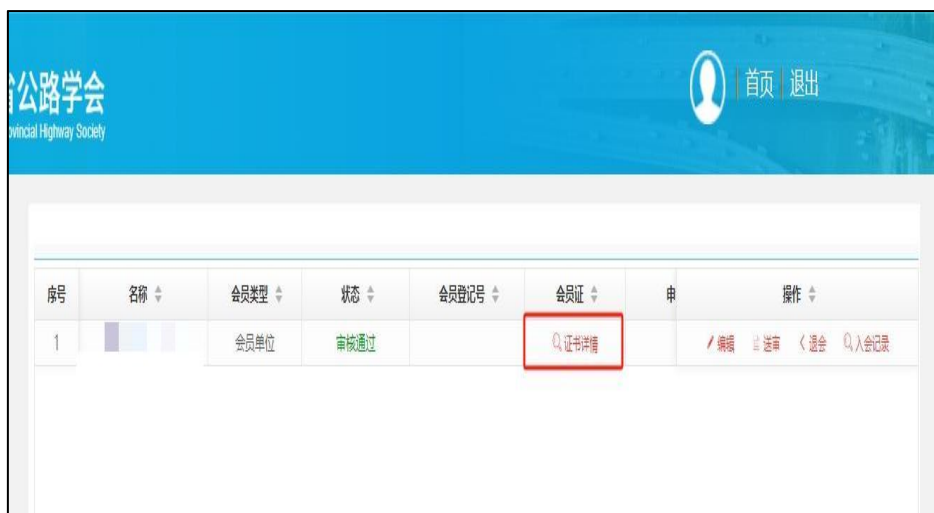 公路学会
首页 退出
ovincial Highway Society
序号 名称 会员类型 状态 会员登记号 会员证 申 操作
1 会员单位 审核通过 证书详情 编辑 送审 退会 入会记录